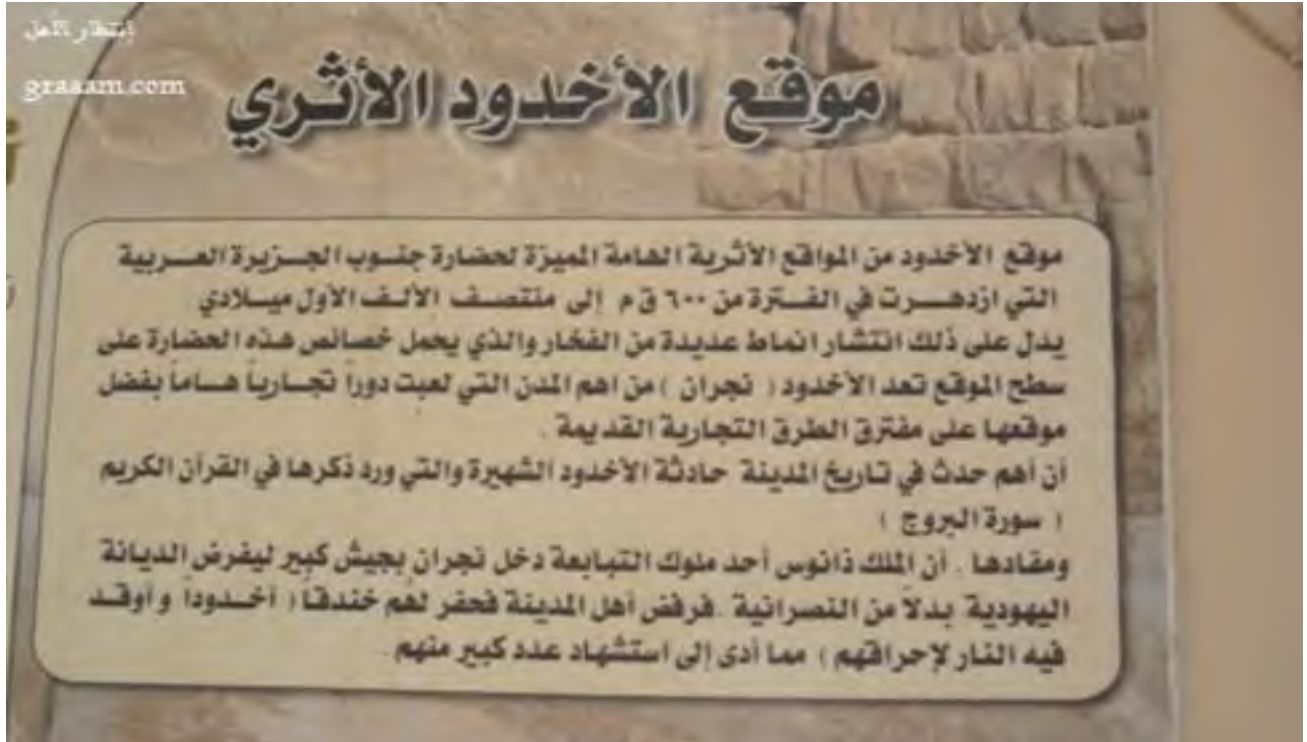 إنتظار الأمل
graaam.com
موقع الأخدود الأثري
موقع الأخدود من المواقع الأثرية الهامة المميزة لحضارة جنوب الجزيرة العربية
التي ازدهرت في الفترة من ٦٠٠ ق م إلى منتصف الألف الأول ميلادي
يدل على ذلك انتشار انماط عديدة من الفخار والذي يحمل خصائص هذه الحضارة على
سطح الموقع تعد الأخدود ( نجران ) من اهم المدن التي لعبت دوراً تجارياً هاماً بفضل
موقعها على مفترق الطرق التجارية القديمة .
أن أهم حدث في تاريخ المدينة حادثة الأخدود الشهيرة والتي ورد ذكرها في القرآن الكريم
( سورة البروج )
ومفادها . أن الملك ذانوس أحد ملوك التبابعة دخل نجران بجيش كبير ليفرض الديانة
اليهودية بدلاً من النصرانية . فرفض أهل المدينة فحفر لهم خندقاً ( أخدوداً وأوقد
فيه النار لإحراقهم ) مما أدى إلى استشهاد عدد كبير منهم .